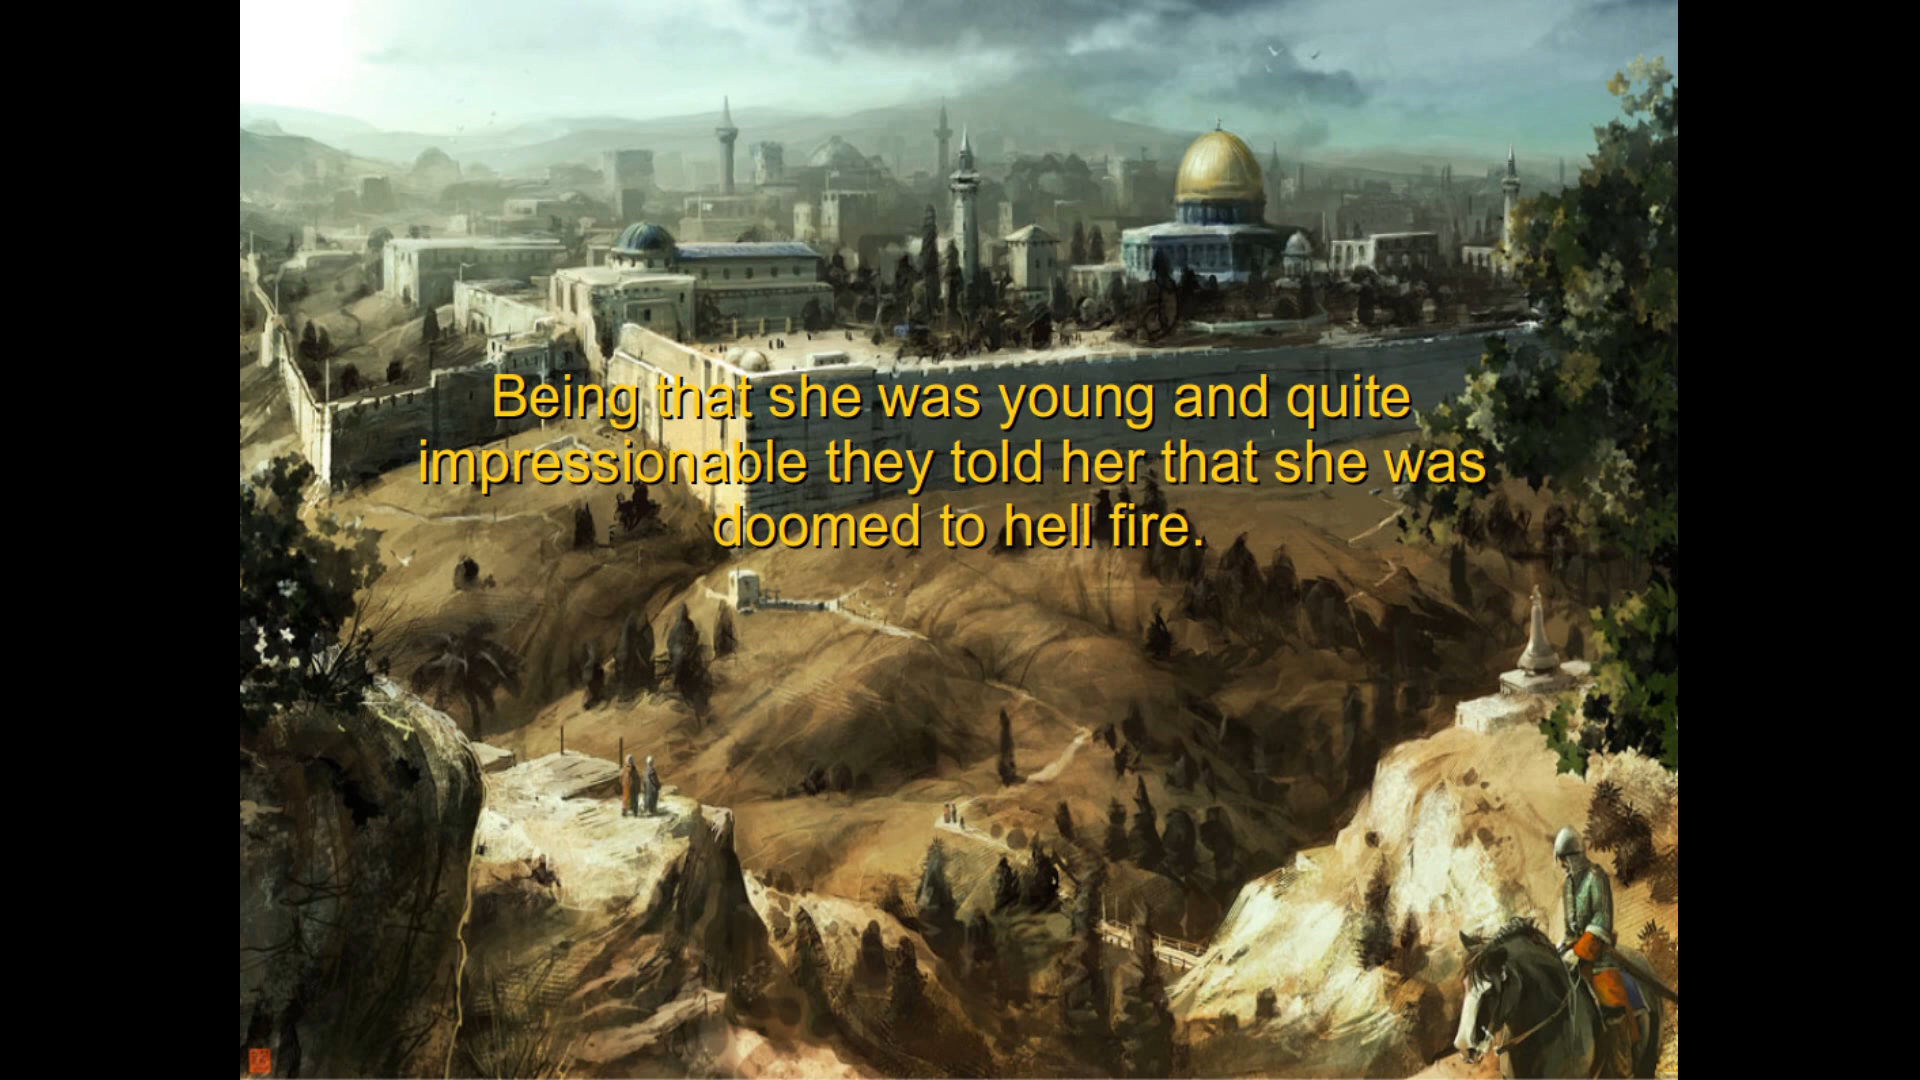 Being that she was young and quite
impressionable they told her that she was
doomed to hell fire.